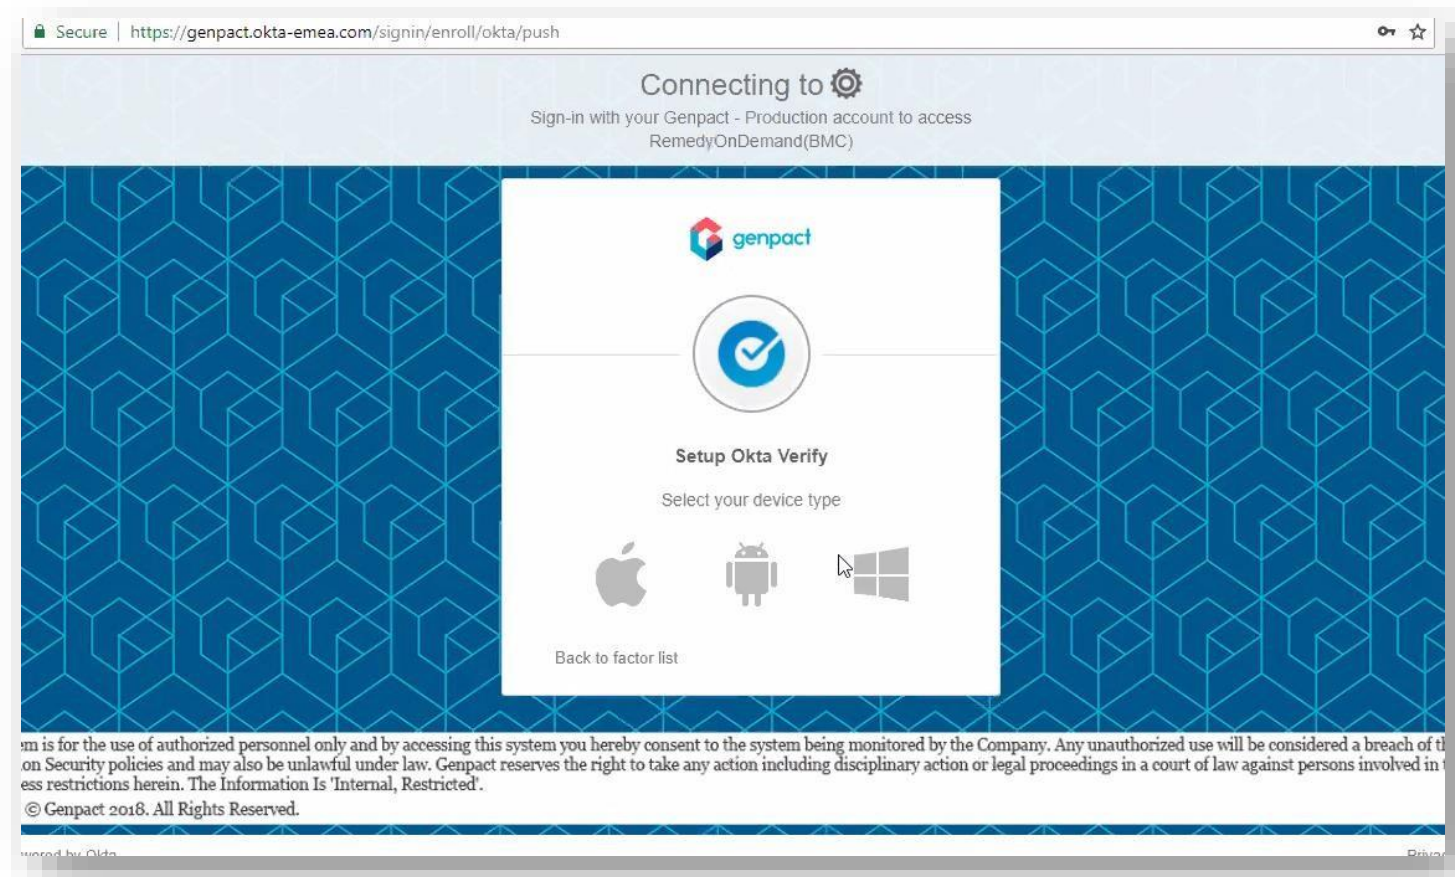 Secure | https://genpact.okta-emea.com/signin/enroll/okta/push
Connecting to
Sign-in with your Genpact - Production account to access
RemedyOnDemand(BMC)
genpact
Setup Okta Verify
Select your device type
Back to factor list
is for the use of authorized personnel only and by accessing this system you hereby consent to the system being monitored by the Company. Any unauthorized use will be considered a breach of
on Security policies and may also be unlawful under law. Genpact reserves the right to take any action including disciplinary action or legal proceedings in a court of law against persons involved in
restrictions herein. The Information Is 'Internal, Restricted'.
© Genpact 2018. All Rights Reserved.
by Okta